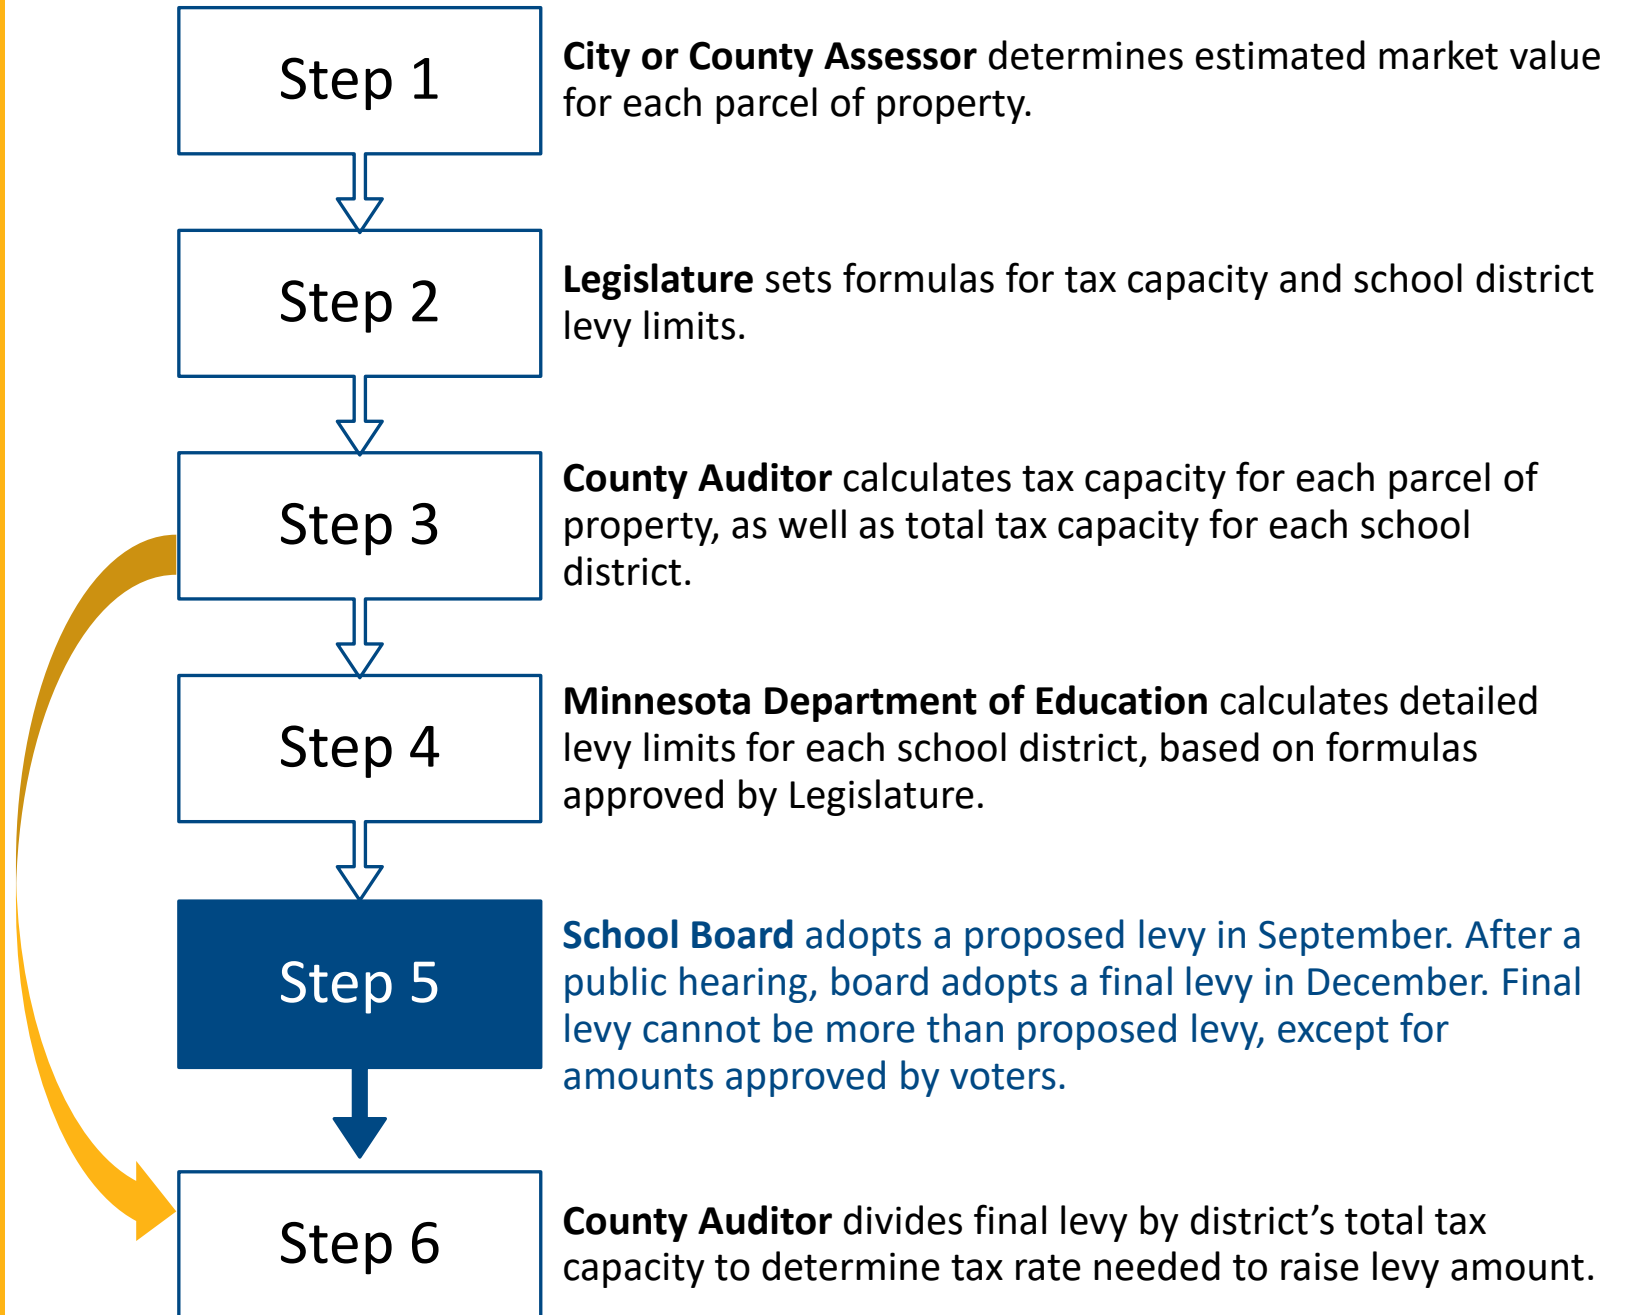 Step 1
City or County Assessor determines estimated market value
for each parcel of property.
Step 2
Legislature sets formulas for tax capacity and school district
levy limits.
Step 3
County Auditor calculates tax capacity for each parcel of
property, as well as total tax capacity for each school
district.
Step 4
Minnesota Department of Education calculates detailed
levy limits for each school district, based on formulas
approved by Legislature.
Step 5
School Board adopts a proposed levy in September. After a
public hearing, board adopts a final levy in December. Final
levy cannot be more than proposed levy, except for
amounts approved by voters.
Step 6
County Auditor divides final levy by district’s total tax
capacity to determine tax rate needed to raise levy amount.